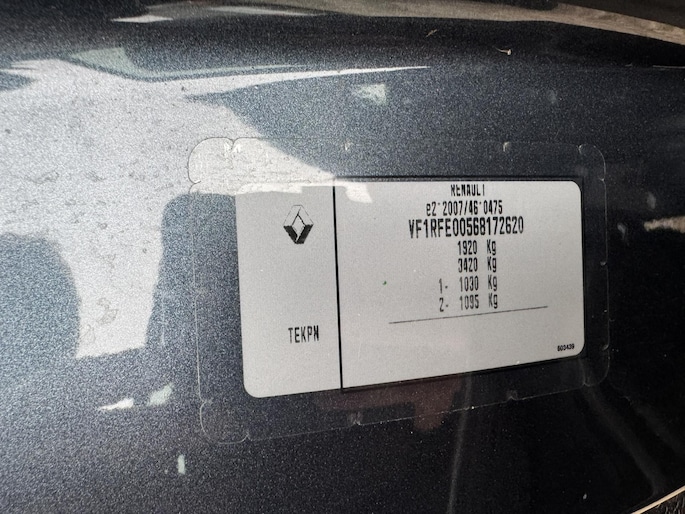 RENAULT
e2*2007/46*0475
VF1RFE00568172620
1920 Kg
3420 Kg
1- 1030 Kg
2- 1095 Kg
TEKPN
603439